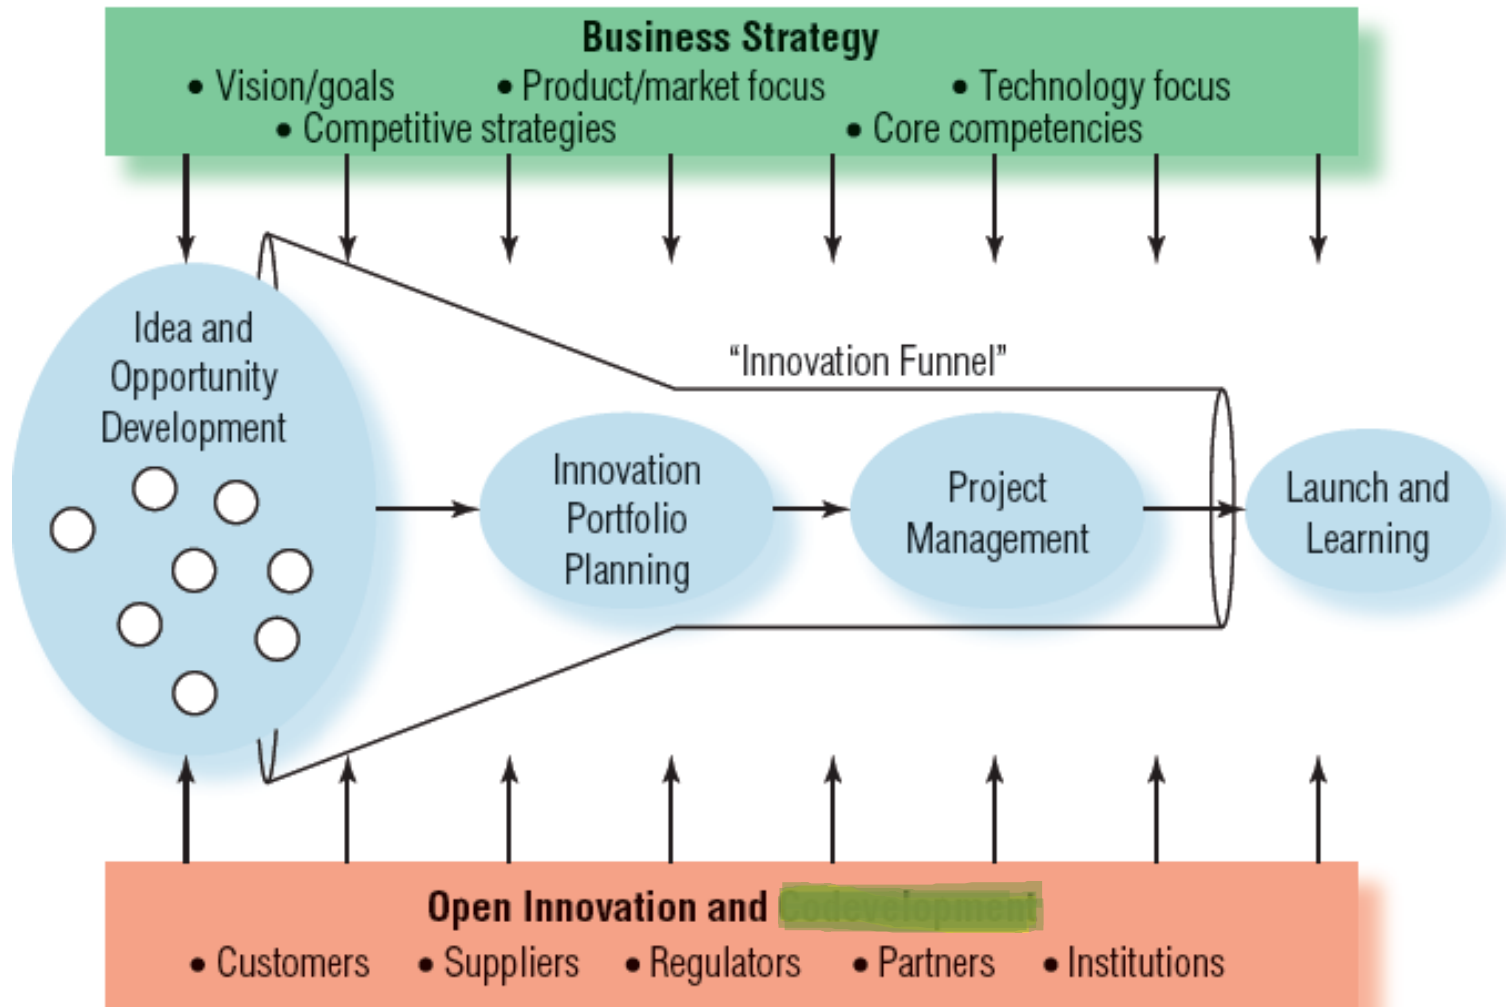 Business Strategy
• Vision/goals • Product/market focus • Technology focus
• Competitive strategies • Core competencies
Idea and
Opportunity
Development
“Innovation Funnel”
Innovation
Portfolio
Planning
Project
Management
Launch and
Learning
Open Innovation and Codevelopment
• Customers • Suppliers • Regulators • Partners • Institutions